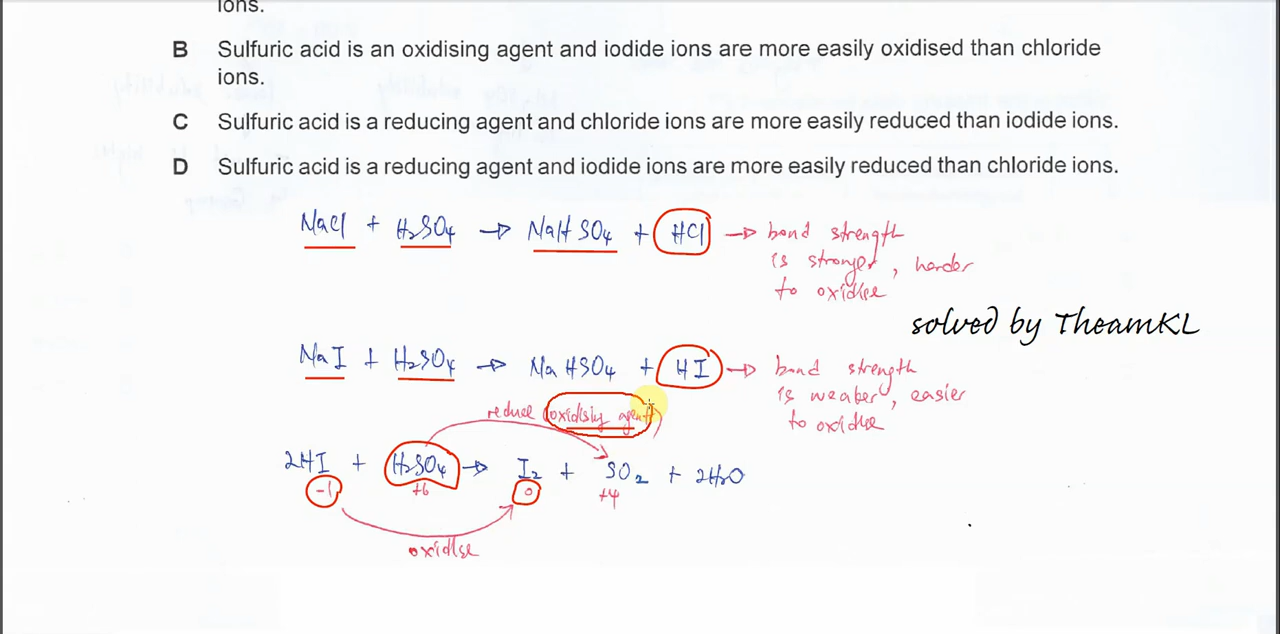 ions.
B Sulfuric acid is an oxidising agent and iodide ions are more easily oxidised than chloride
ions.
C Sulfuric acid is a reducing agent and chloride ions are more easily reduced than iodide ions.
D Sulfuric acid is a reducing agent and iodide ions are more easily reduced than chloride ions.
NaCl + H₂SO₄ → NaHSO₄ + HCl → bond strength
is stronger, harder
to oxidise
solved by TheamKL
NaI + H₂SO₄ → NaHSO₄ + HI → bond strength
is weaker, easier
to oxidise
reduce (oxidising agent)
2HI + H₂SO₄ → I₂ + SO₂ + 2H₂O
-1 +6 0 +4
oxidise